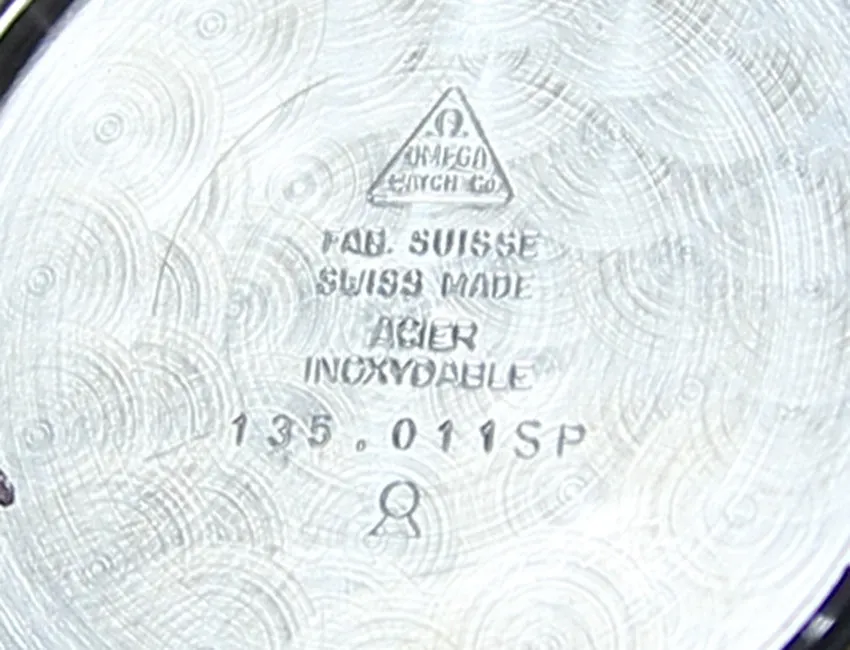 Ω
OMEGA
WATCH Co
FAB. SUISSE
SWISS MADE
ACIER
INOXYDABLE
135.011SP